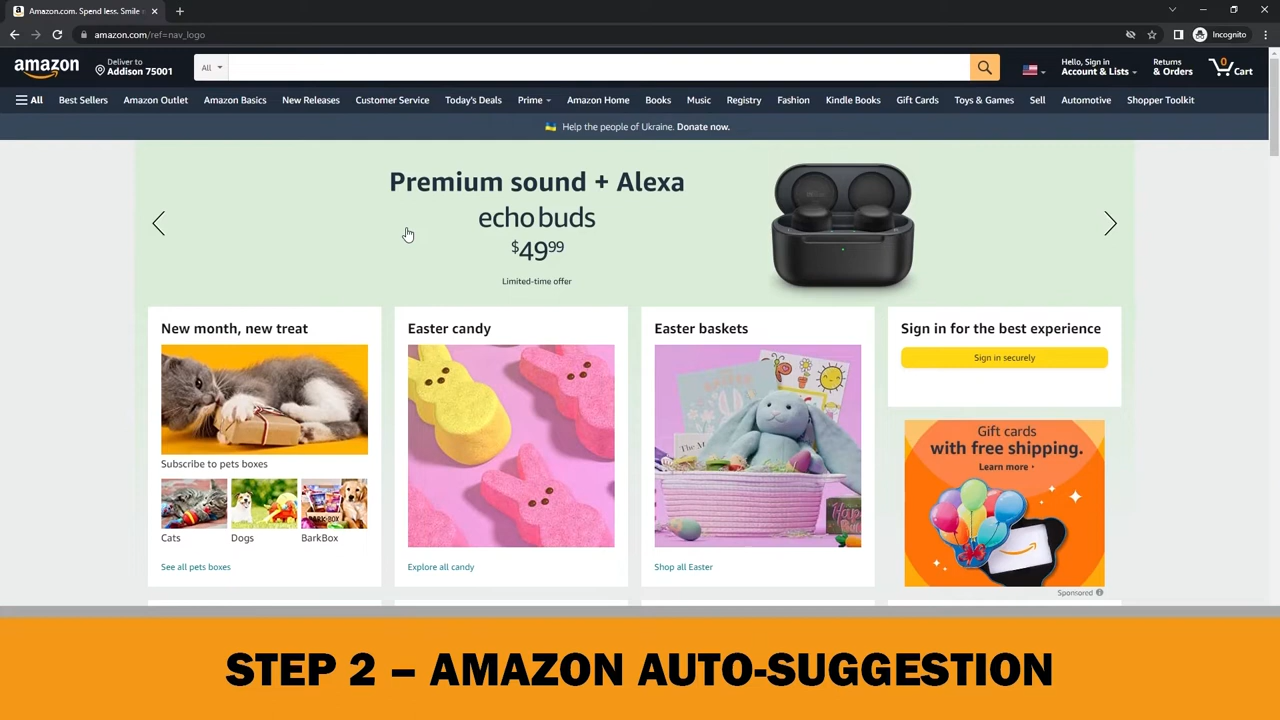 Amazon.com. Spend less. Smile
amazon.com/ref=nav_logo
Incognito
amazon
Deliver to
Addison 75001
All
Hello, Sign in
Account & Lists
Returns
& Orders
0
Cart
All
Best Sellers
Amazon Outlet
Amazon Basics
New Releases
Customer Service
Today's Deals
Prime
Amazon Home
Books
Music
Registry
Fashion
Kindle Books
Gift Cards
Toys & Games
Sell
Automotive
Shopper Toolkit
Help the people of Ukraine. Donate now.
Premium sound + Alexa
echo buds
$49 99
Limited-time offer
New month, new treat
Subscribe to pets boxes
Cats
Dogs
BarkBox
See all pets boxes
Easter candy
Explore all candy
Easter baskets
Shop all Easter
Sign in for the best experience
Sign in securely
Gift cards
with free shipping.
Learn more
Sponsored
STEP 2 – AMAZON AUTO-SUGGESTION